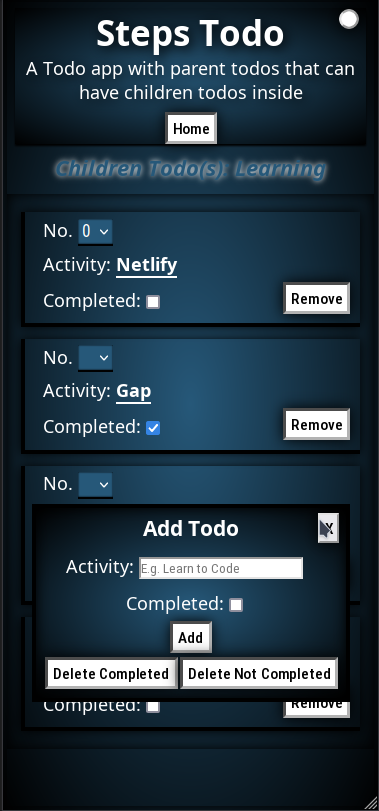 Steps Todo
A Todo app with parent todos that can
have children todos inside
Home
Children Todo(s): Learning
No. 0
Activity: Netlify
Completed:
Remove
No.
Activity: Gap
Completed:
Remove
No.
Add Todo
X
Activity: E.g. Learn to Code
Completed:
Add
Delete Completed Delete Not Completed
Completed:
Remove